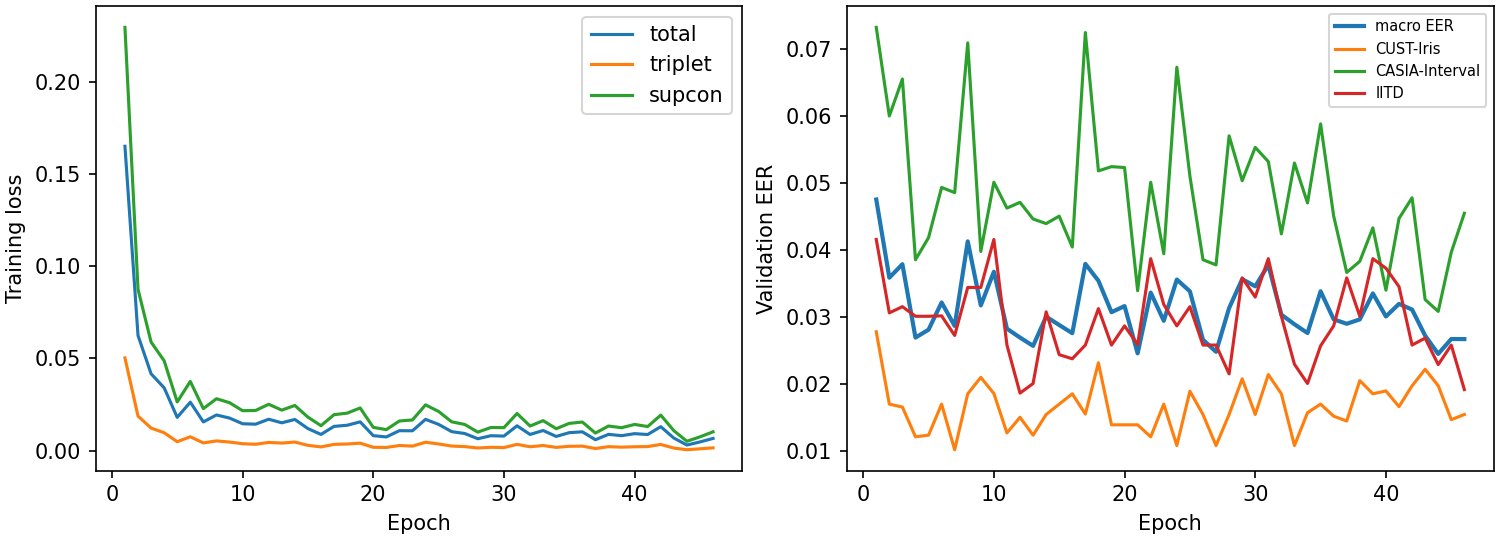 Training loss
0.20
0.15
0.10
0.05
0.00
0
10
20
30
40
Epoch
total
triplet
supcon
Validation EER
0.07
0.06
0.05
0.04
0.03
0.02
0.01
0
10
20
30
40
Epoch
macro EER
CUST-Iris
CASIA-Interval
IITD